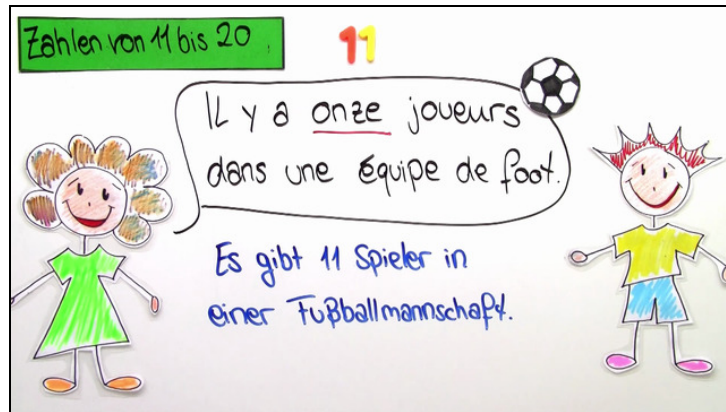 Zahlen von 11 bis 20
11
Il y a onze joueurs
dans une équipe de foot.
Es gibt 11 Spieler in
einer Fußballmannschaft.